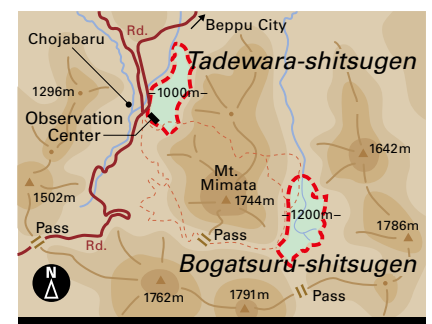 Rd.
Beppu City
Chojabaru
Tadewara-shitsugen
1296m
1000m
Observation
Center
1642m
Mt.
Mimata
1502m
1744m
1200m
1786m
Pass
Pass
Rd.
Bogatsuru-shitsugen
N
1762m
1791m
Pass